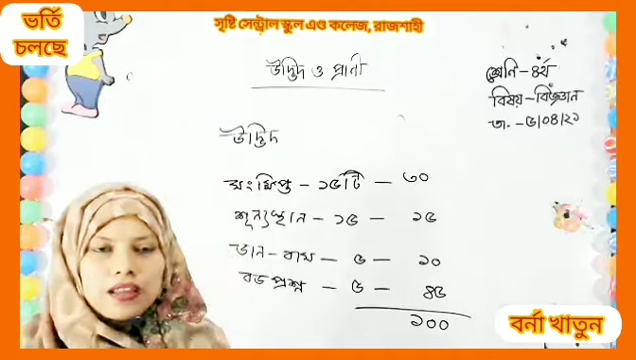 ভর্তি
চলছে
সৃষ্টি সেন্ট্রাল স্কুল এণ্ড কলেজ, রাজশাহী
উদ্ভিদ ও প্রাণী
শ্রেণি - ৪র্থ
বিষয় - বিজ্ঞান
তা. - ৫/০৪/২১
উদ্ভিদ
সংক্ষিপ্ত - ১৫টি - ৩০
শূন্যস্থান - ১৫ - ১৫
ডান - বাম - ৫ - ১০
বড প্রশ্ন - ৫ - ৪৫
১০০
বর্না খাতুন